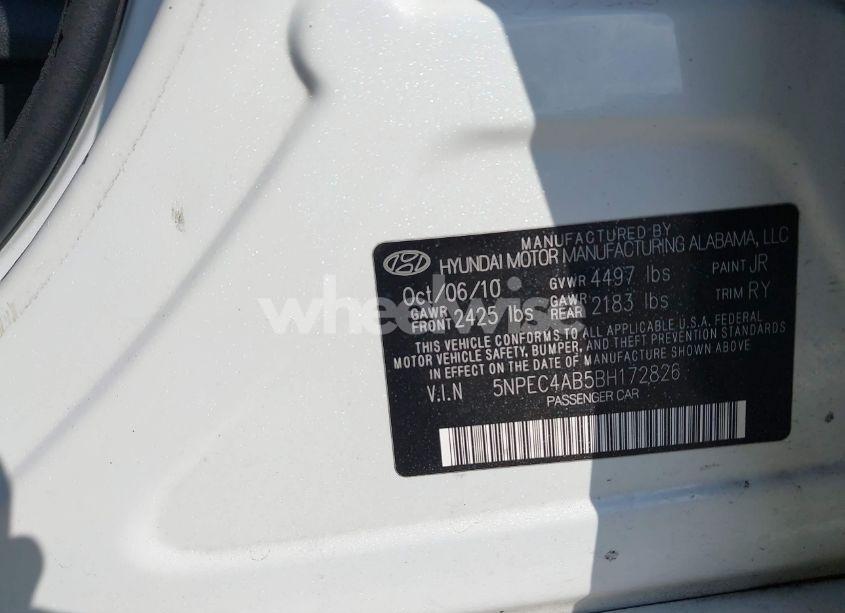 MANUFACTURED BY
HYUNDAI MOTOR MANUFACTURING ALABAMA, LLC
Oct/06/10 GVWR 4497 lbs PAINT JR
GAWR FRONT 2425 lbs GAWR REAR 2183 lbs TRIM RY
THIS VEHICLE CONFORMS TO ALL APPLICABLE U.S.A. FEDERAL
MOTOR VEHICLE SAFETY, BUMPER, AND THEFT PREVENTION STANDARDS
IN EFFECT ON THE DATE OF MANUFACTURE SHOWN ABOVE
V.I.N 5NPEC4AB5BH172826
PASSENGER CAR
wheelwise